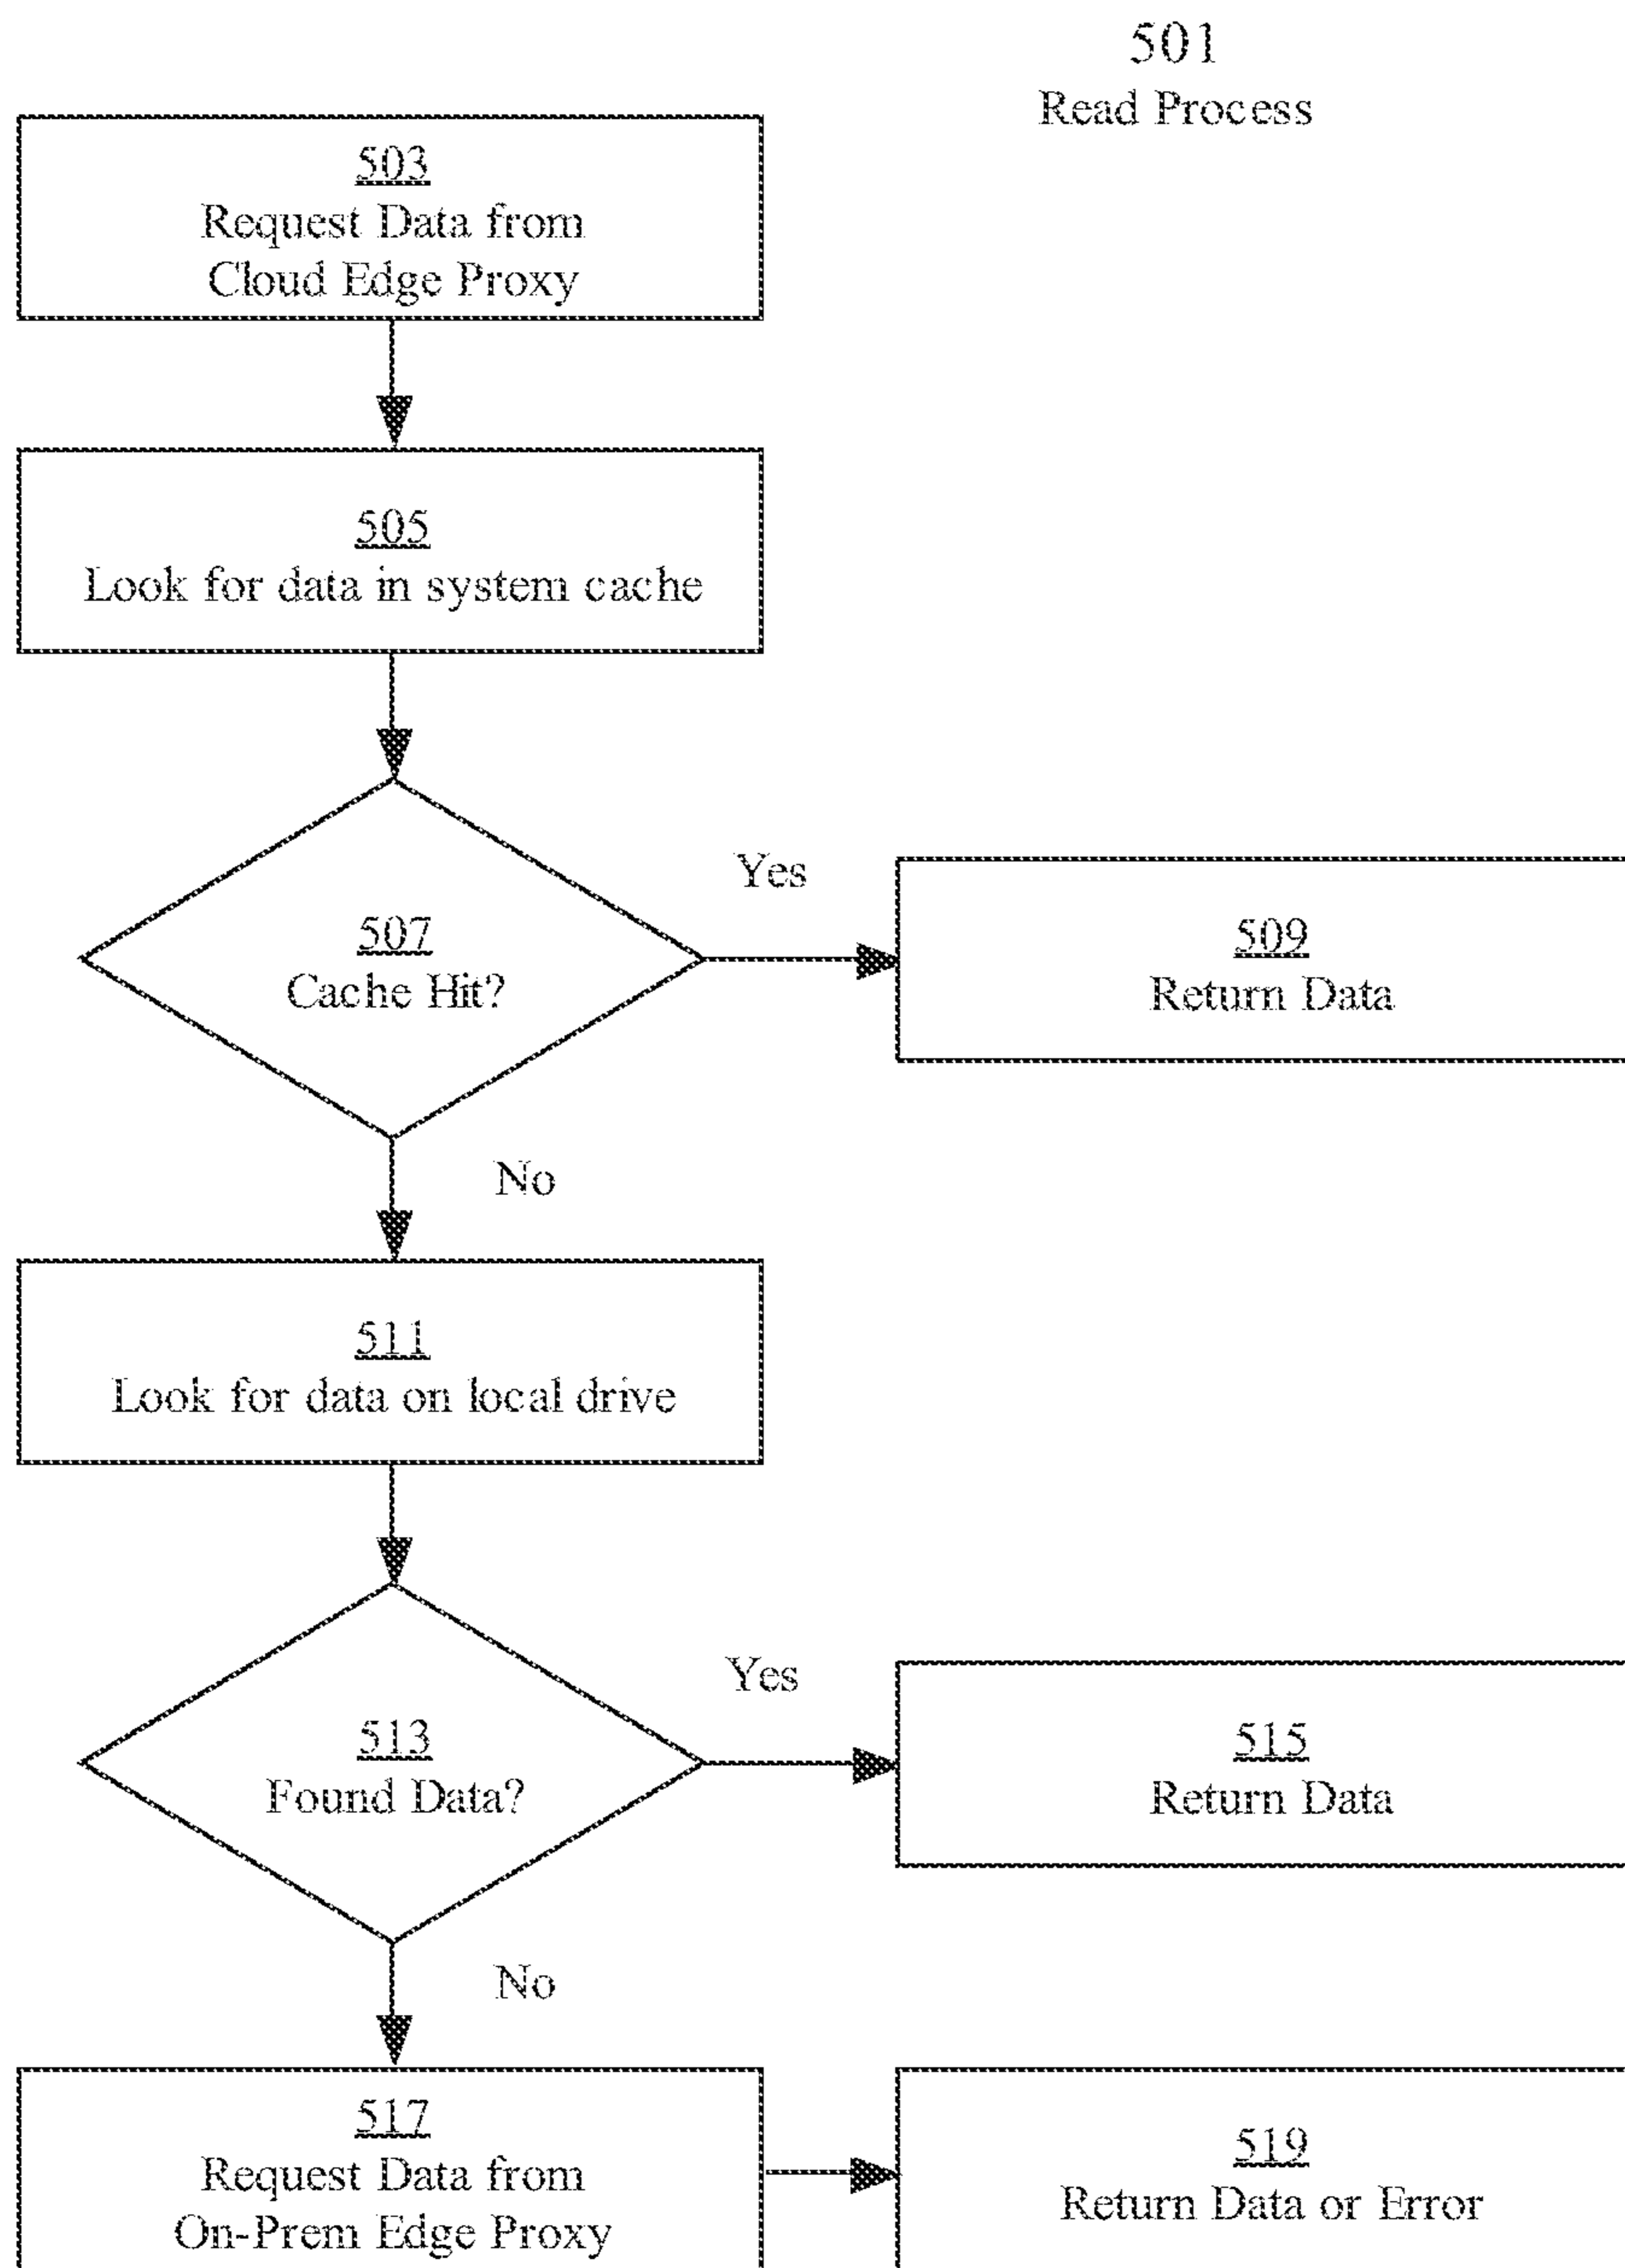 501
Read Process
503
Request Data from
Cloud Edge Proxy
505
Look for data in system cache
507
Cache Hit?
Yes
509
Return Data
No
511
Look for data on local drive
513
Found Data?
Yes
515
Return Data
No
517
Request Data from
On-Prem Edge Proxy
519
Return Data or Error